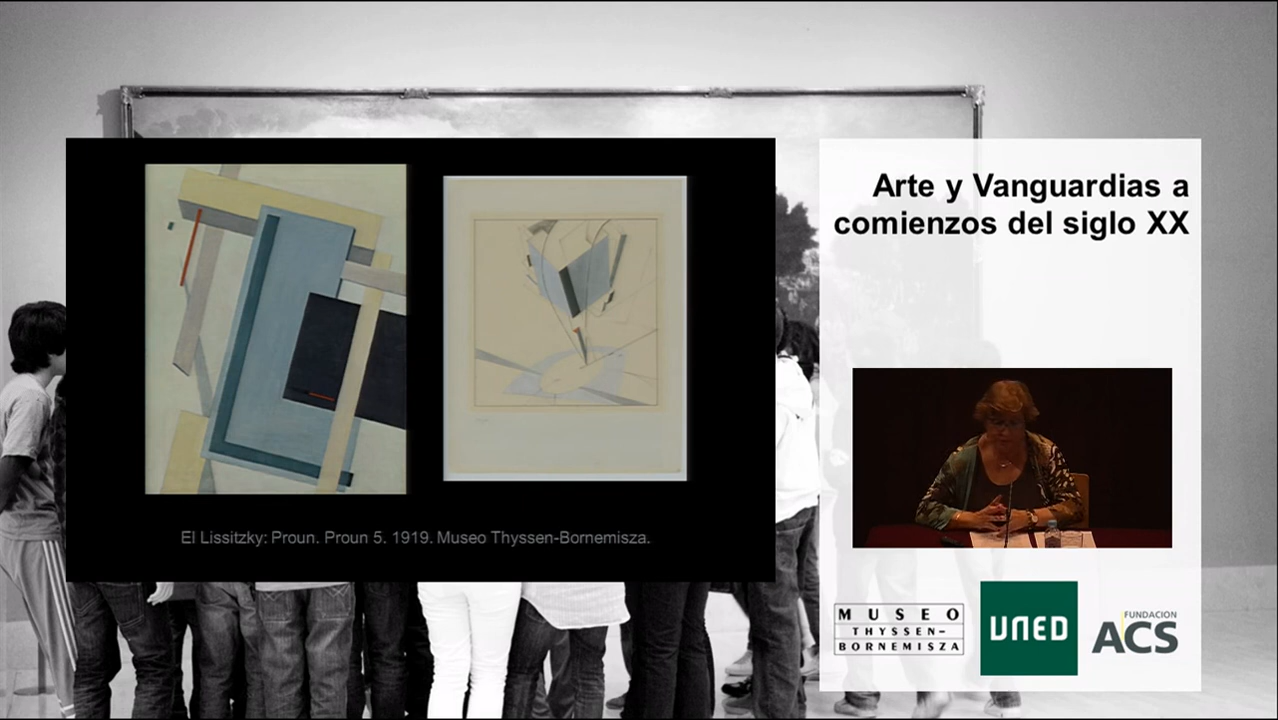 Arte y Vanguardias a
comienzos del siglo XX
El Lissitzky: Proun. Proun 5. 1919. Museo Thyssen-Bornemisza.
MUSEO
THYSSEN-
BORNEMISZA
UNED
FUNDACIÓN
ACS